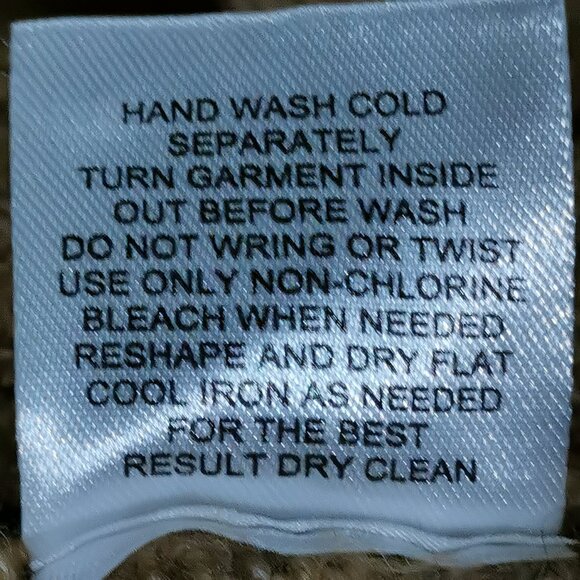 HAND WASH COLD
SEPARATELY
TURN GARMENT INSIDE
OUT BEFORE WASH
DO NOT WRING OR TWIST
USE ONLY NON-CHLORINE
BLEACH WHEN NEEDED
RESHAPE AND DRY FLAT
COOL IRON AS NEEDED
FOR THE BEST
RESULT DRY CLEAN